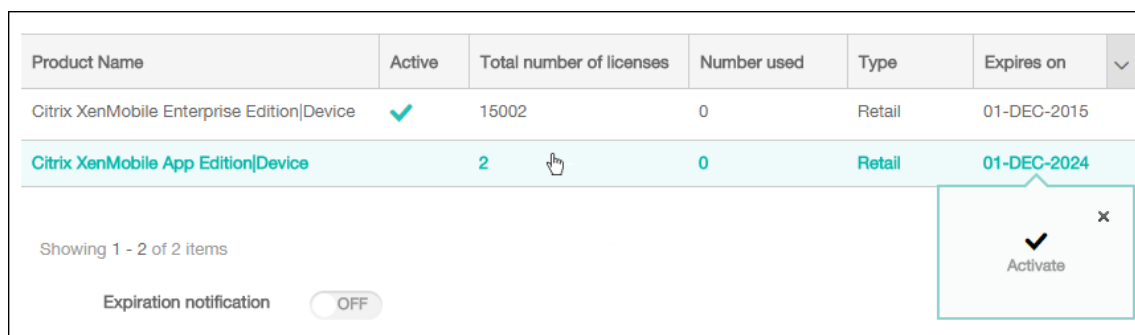 Product Name Active Total number of licenses Number used Type Expires on
Citrix XenMobile Enterprise Edition|Device 15002 0 Retail 01-DEC-2015
Citrix XenMobile App Edition|Device 2 0 Retail 01-DEC-2024
Showing 1 - 2 of 2 items
Activate
Expiration notification OFF